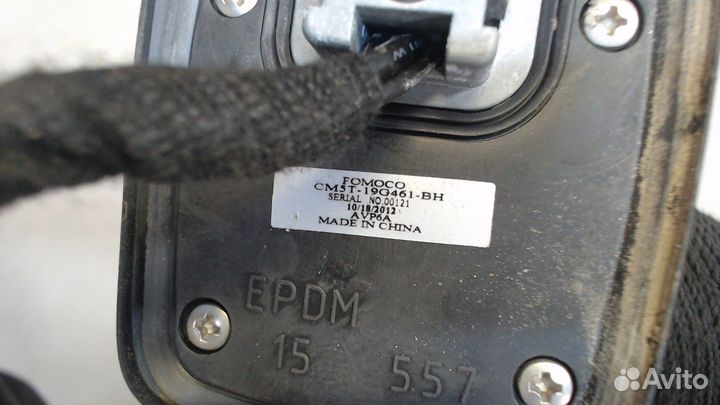 FOMOCO
CM5T-19G461-BH
SERIAL NO.00121
10/18/2012
AVP6A
MADE IN CHINA
EPDM
15 557
Avito